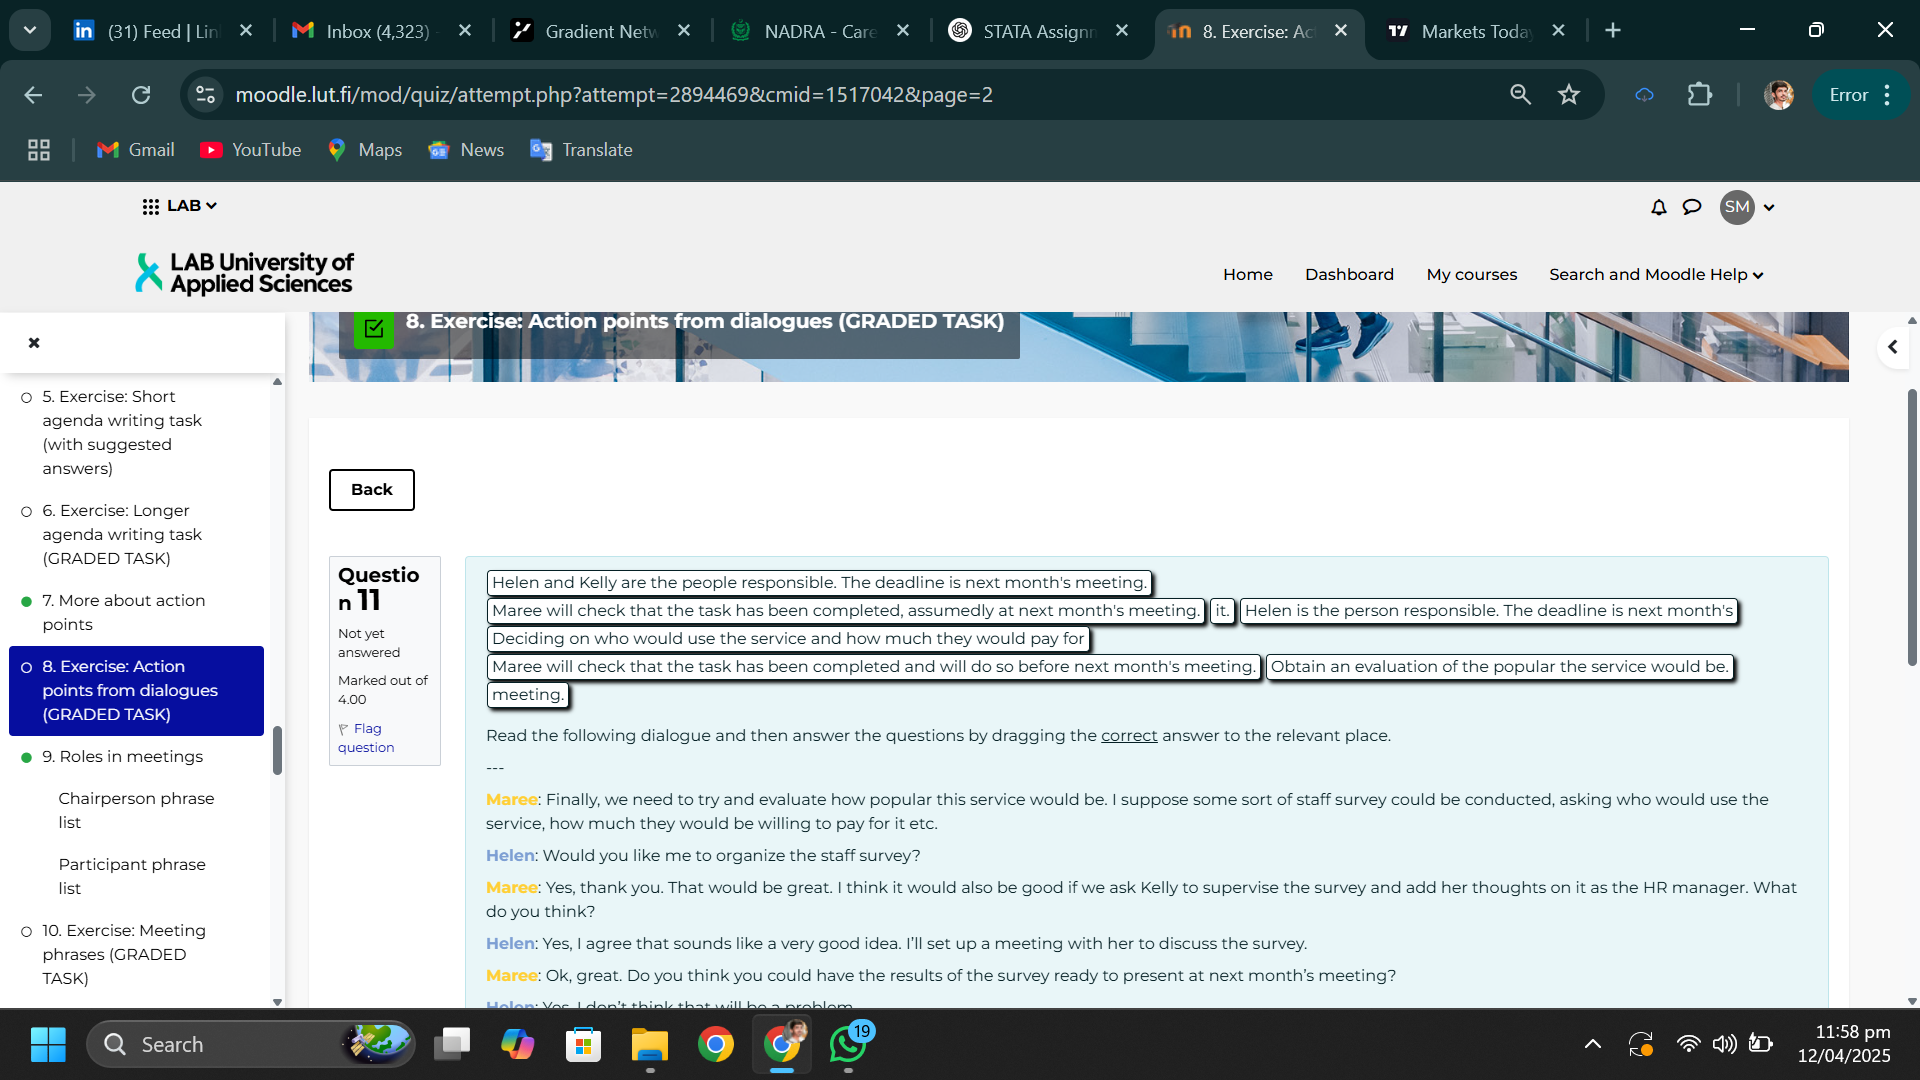 (31) Feed | Lin
Inbox (4,323) -
Gradient Netw
NADRA - Care
STATA Assignm
8. Exercise: Ac
Markets Today
moodle.lut.fi/mod/quiz/attempt.php?attempt=2894469&cmid=1517042&page=2
Error
Gmail
YouTube
Maps
News
Translate
LAB
SM
LAB University of
Applied Sciences
Home
Dashboard
My courses
Search and Moodle Help
8. Exercise: Action points from dialogues (GRADED TASK)
5. Exercise: Short
agenda writing task
(with suggested
answers)
6. Exercise: Longer
agenda writing task
(GRADED TASK)
7. More about action
points
8. Exercise: Action
points from dialogues
(GRADED TASK)
9. Roles in meetings
Chairperson phrase
list
Participant phrase
list
10. Exercise: Meeting
phrases (GRADED
TASK)
Back
Questio
n 11
Not yet
answered
Marked out of
4.00
Flag
question
Helen and Kelly are the people responsible. The deadline is next month's meeting.
Maree will check that the task has been completed, assumedly at next month's meeting. it. Helen is the person responsible. The deadline is next month's
Deciding on who would use the service and how much they would pay for
Maree will check that the task has been completed and will do so before next month's meeting. Obtain an evaluation of the popular the service would be.
meeting.
Read the following dialogue and then answer the questions by dragging the correct answer to the relevant place.
---
Maree: Finally, we need to try and evaluate how popular this service would be. I suppose some sort of staff survey could be conducted, asking who would use the
service, how much they would be willing to pay for it etc.
Helen: Would you like me to organize the staff survey?
Maree: Yes, thank you. That would be great. I think it would also be good if we ask Kelly to supervise the survey and add her thoughts on it as the HR manager. What
do you think?
Helen: Yes, I agree that sounds like a very good idea. I'll set up a meeting with her to discuss the survey.
Maree: Ok, great. Do you think you could have the results of the survey ready to present at next month's meeting?
Helen: Yes, I don't think that will be a problem.
Search
19
11:58 pm
12/04/2025